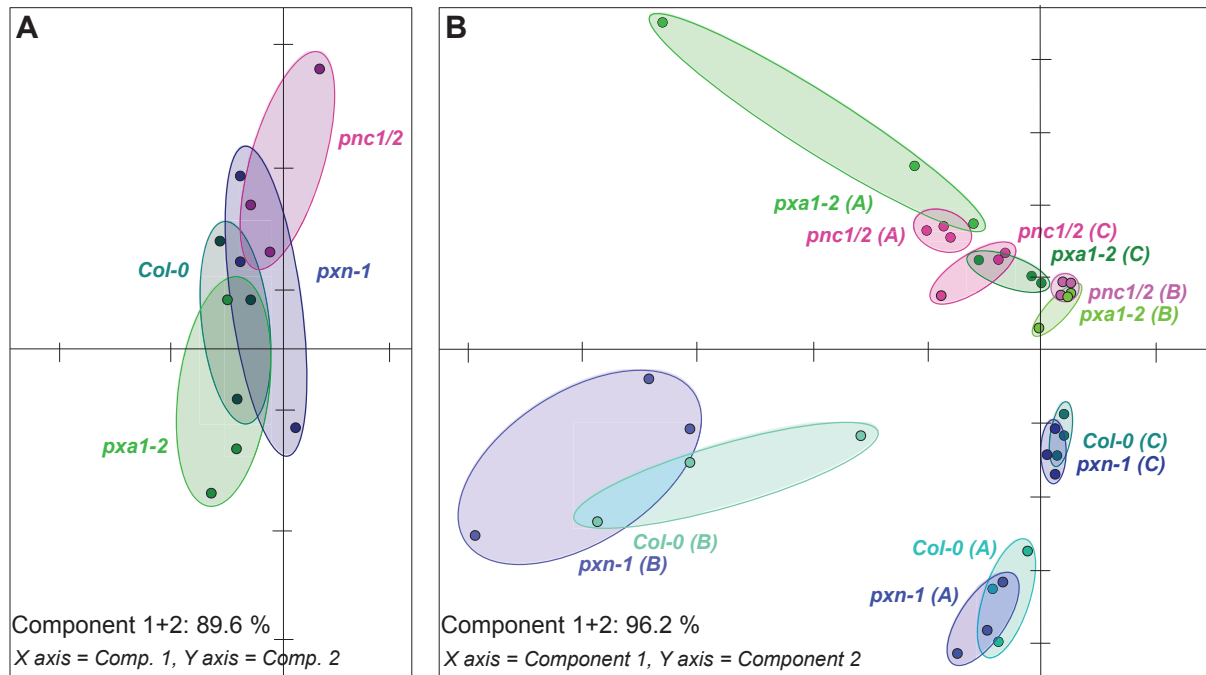 A
pnc1/2
Col-0
pxn-1
pxa1-2
Component 1+2: 89.6 %
X axis = Comp. 1, Y axis = Comp. 2
B
pxa1-2 (A)
pnc1/2 (A)
pnc1/2 (C)
pxa1-2 (C)
pnc1/2 (B)
pxa1-2 (B)
Col-0 (C)
pxn-1 (C)
Col-0 (B)
pxn-1 (B)
Col-0 (A)
pxn-1 (A)
Component 1+2: 96.2 %
X axis = Component 1, Y axis = Component 2